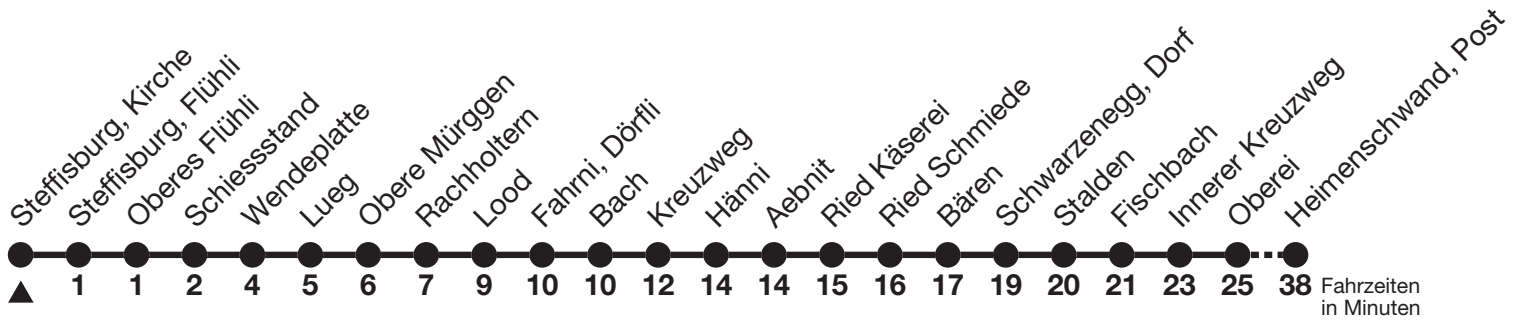 Steffisburg, Kirche
Steffisburg, Flühli
Oberes Flühli
Schiessstand
Wendeplatte
Lueg
Obere Mürggen
Rachholtern
Lood
Fahrni, Dörfli
Bach
Kreuzweg
Hänni
Aebnit
Ried Käserei
Ried Schmiede
Bären
Schwarzenegg, Dorf
Stalden
Fischbach
Innerer Kreuzweg
Oberei
Heimenschwand, Post
1 1 2 4 5 6 7 9 10 10 12 14 14 15 16 17 19 20 21 23 25 38 Fahrzeiten
in Minuten